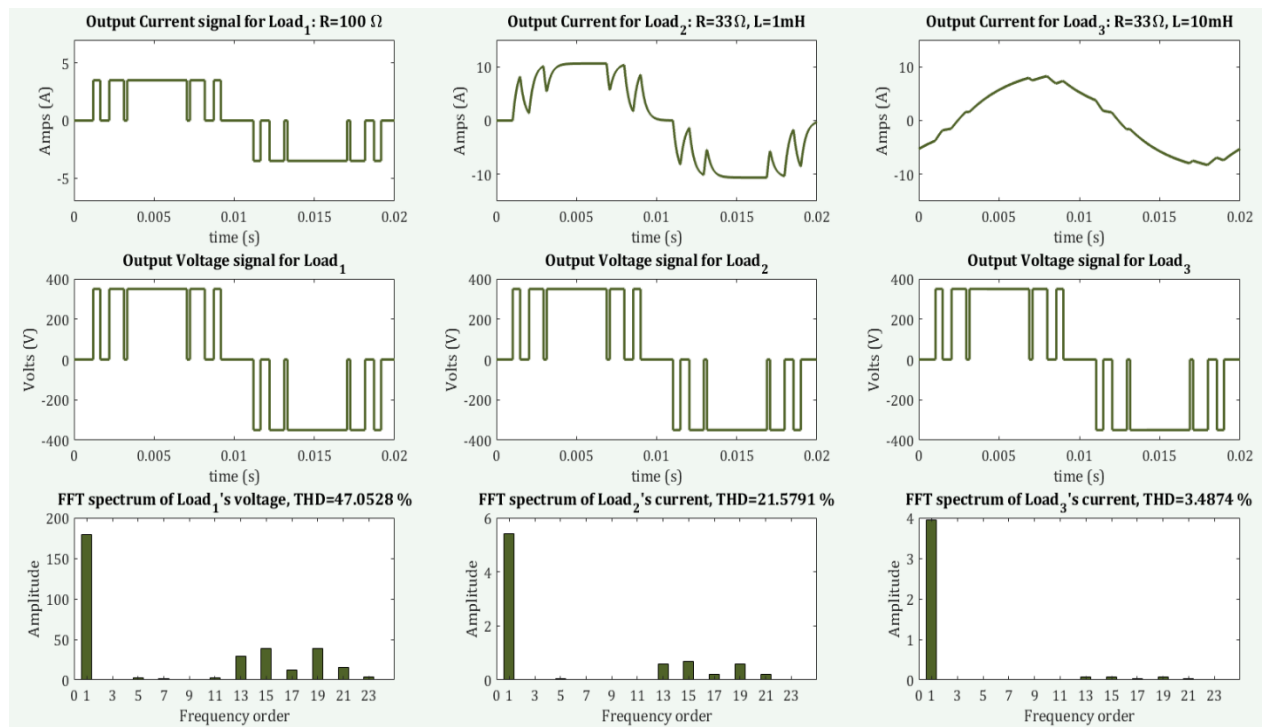 Output Current signal for Load1: R=100 Ω
Output Current for Load2: R=33Ω, L=1mH
Output Current for Load3: R=33Ω, L=10mH
Amps (A)
5
0
-5
0 0.005 0.01 0.015 0.02
time (s)
Amps (A)
10
0
-10
0 0.005 0.01 0.015 0.02
time (s)
Amps (A)
10
0
-10
0 0.005 0.01 0.015 0.02
time (s)
Output Voltage signal for Load1
Output Voltage signal for Load2
Output Voltage signal for Load3
Volts (V)
400
200
0
-200
-400
0 0.005 0.01 0.015 0.02
time (s)
Volts (V)
400
200
0
-200
-400
0 0.005 0.01 0.015 0.02
time (s)
Volts (V)
400
200
0
-200
-400
0 0.005 0.01 0.015 0.02
time (s)
FFT spectrum of Load1's voltage, THD=47.0528 %
FFT spectrum of Load2's current, THD=21.5791 %
FFT spectrum of Load3's current, THD=3.4874 %
Amplitude
200
150
100
50
0
0 1 3 5 7 9 11 13 15 17 19 21 23
Frequency order
Amplitude
6
4
2
0
0 1 3 5 7 9 11 13 15 17 19 21 23
Frequency order
Amplitude
4
3
2
1
0
0 1 3 5 7 9 11 13 15 17 19 21 23
Frequency order